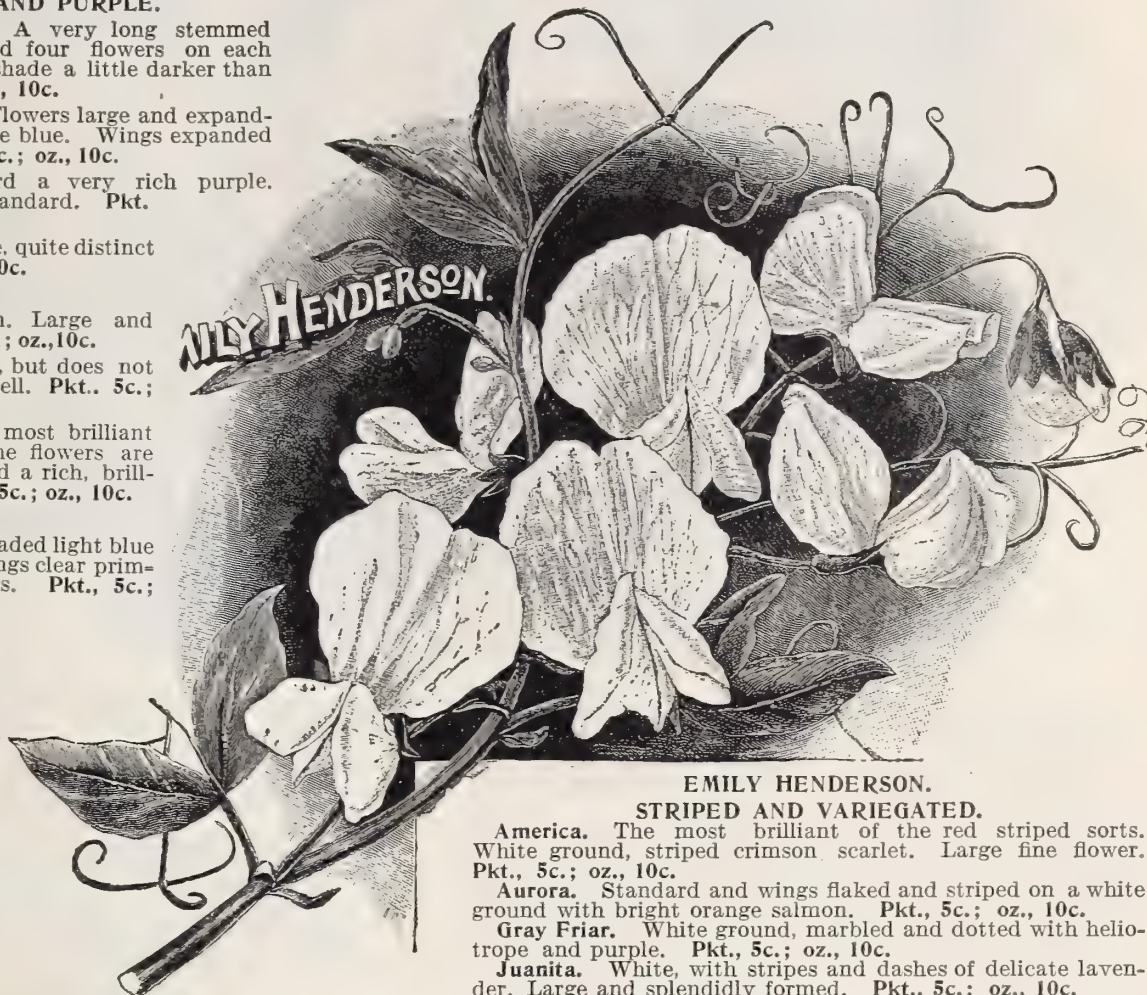 AND PURPLE.
A very long stemmed
d four flowers on each
hade a little darker than
, 10c.
lowers large and expand-
e blue. Wings expanded
c.; oz., 10c.
rd a very rich purple.
andard. Pkt.
e, quite distinct
0c.
n. Large and
; oz., 10c.
, but does not
ell. Pkt.. 5c.;
most brilliant
ne flowers are
d a rich, brill-
5c.; oz., 10c.
aded light blue
ngs clear prim-
s. Pkt., 5c.;
MILY HENDERSON.
EMILY HENDERSON.
STRIPED AND VARIEGATED.
America. The most brilliant of the red striped sorts.
White ground, striped crimson scarlet. Large fine flower.
Pkt., 5c.; oz., 10c.
Aurora. Standard and wings flaked and striped on a white
ground with bright orange salmon. Pkt., 5c.; oz., 10c.
Gray Friar. White ground, marbled and dotted with helio-
trope and purple. Pkt., 5c.; oz., 10c.
Juanita. White, with stripes and dashes of delicate laven-
der. Large and splendidly formed. Pkt., 5c.; oz., 10c.